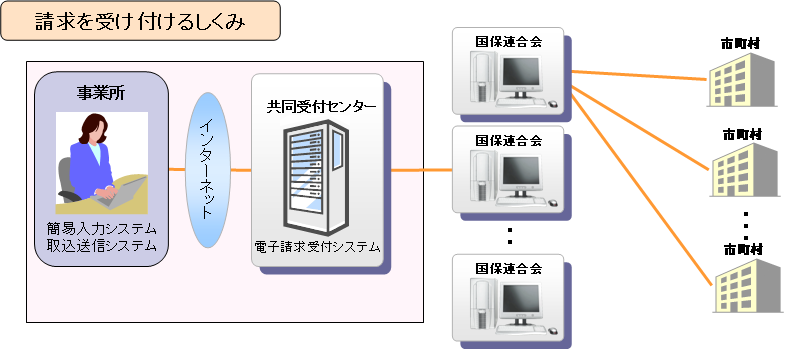 請求を受け付けるしくみ
事業所
簡易入力システム
取込送信システム
インターネット
共同受付センター
電子請求受付システム
国保連合会
国保連合会
国保連合会
市町村
市町村
市町村